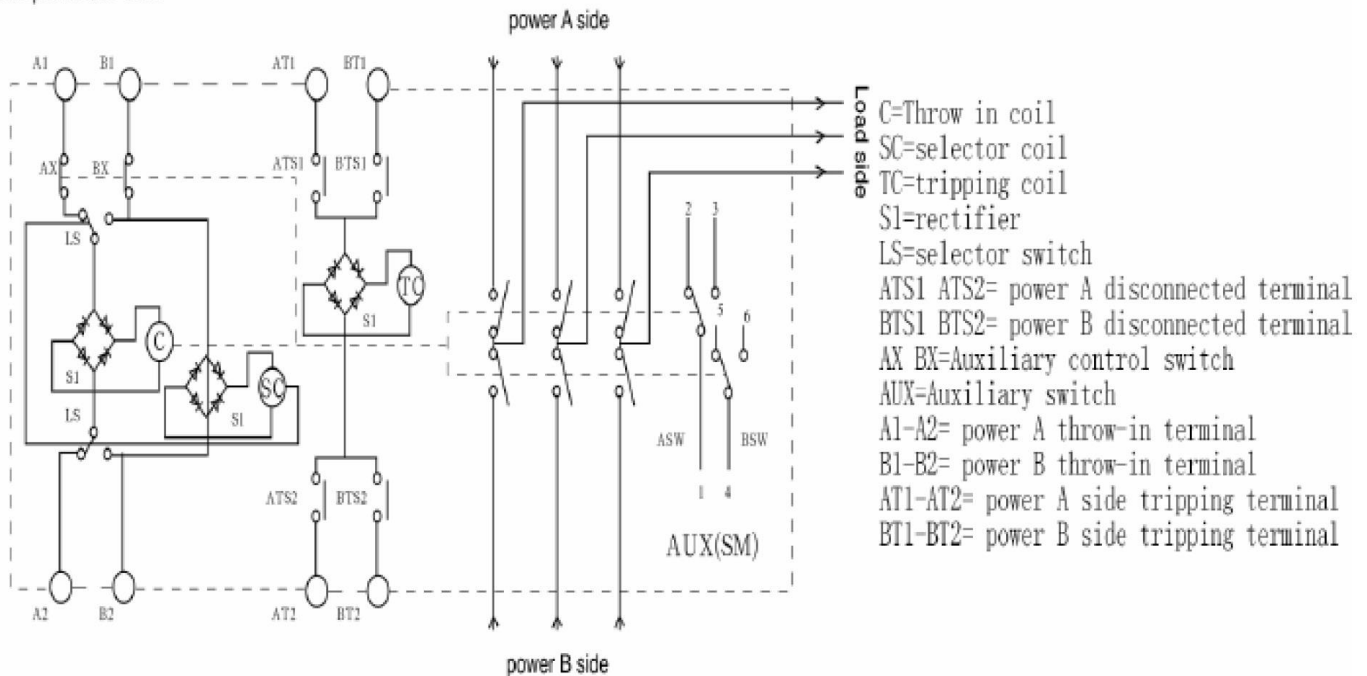 power A side
A1
B1
AT1
BT1
Load side
AX
BX
ATS1
BTS1
LS
TC
S1
2
3
5
6
C
S1
SC
S1
LS
ASW
BSW
ATS2
BTS2
1
4
AUX(SM)
A2
B2
AT2
BT2
power B side
C=Throw in coil
SC=selector coil
TC=tripping coil
S1=rectifier
LS=selector switch
ATS1 ATS2= power A disconnected terminal
BTS1 BTS2= power B disconnected terminal
AX BX=Auxiliary control switch
AUX=Auxiliary switch
A1-A2= power A throw-in terminal
B1-B2= power B throw-in terminal
AT1-AT2= power A side tripping terminal
BT1-BT2= power B side tripping terminal